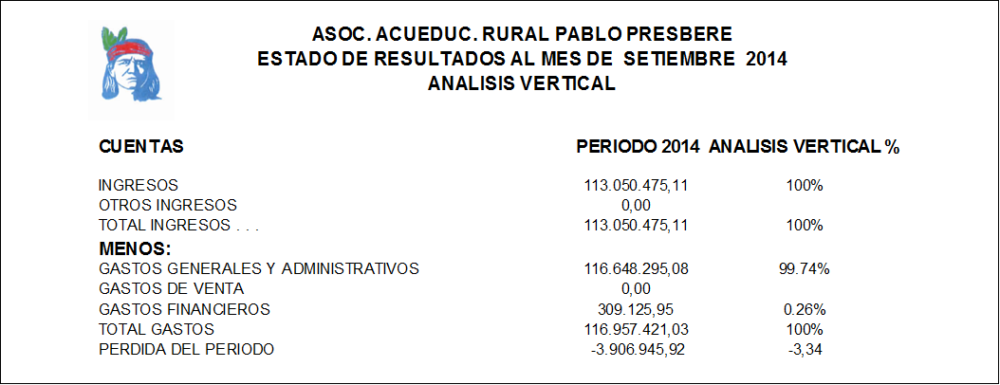 ASOC. ACUEDUC. RURAL PABLO PRESBERE
ESTADO DE RESULTADOS AL MES DE SETIEMBRE 2014
ANALISIS VERTICAL
CUENTAS PERIODO 2014 ANALISIS VERTICAL %
INGRESOS 113.050.475,11 100%
OTROS INGRESOS 0,00
TOTAL INGRESOS . . . 113.050.475,11 100%
MENOS:
GASTOS GENERALES Y ADMINISTRATIVOS 116.648.295,08 99.74%
GASTOS DE VENTA 0,00
GASTOS FINANCIEROS 309.125,95 0.26%
TOTAL GASTOS 116.957.421,03 100%
PERDIDA DEL PERIODO -3.906.945,92 -3,34